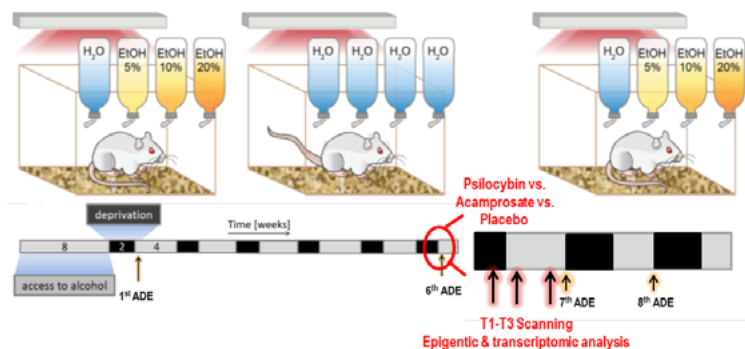 H₂O
EtOH
5%
EtOH
10%
EtOH
20%
H₂O
H₂O
H₂O
H₂O
H₂O
EtOH
5%
EtOH
10%
EtOH
20%
Psilocybin vs.
Acamprosate vs.
Placebo
deprivation
Time [weeks]
8
2
4
access to alcohol
1st ADE
6th ADE
7th ADE
8th ADE
T1-T3 Scanning
Epigentic & transcriptomic analysis